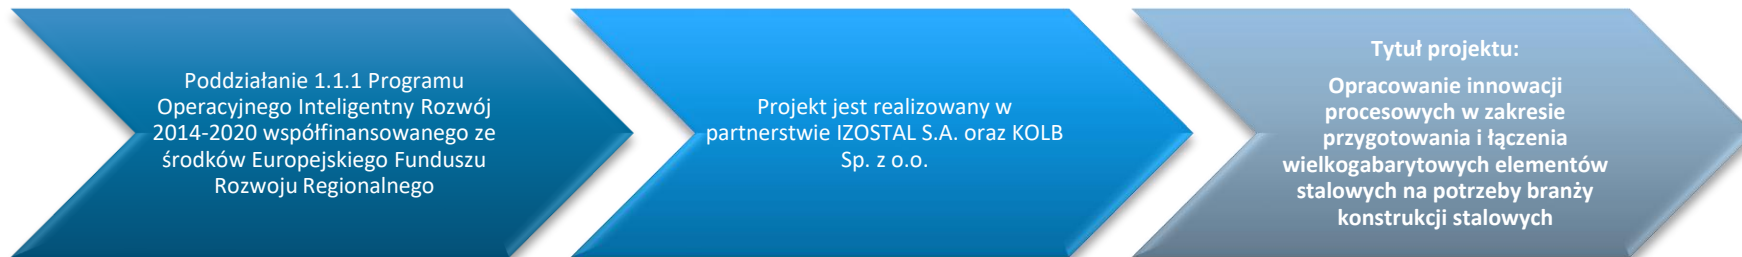 Poddziałanie 1.1.1 Programu
Operacyjnego Inteligentny Rozwój
2014-2020 współfinansowanego ze
środków Europejskiego Funduszu
Rozwoju Regionalnego
Projekt jest realizowany w
partnerstwie IZOSTAL S.A. oraz KOLB
Sp. z o.o.
Tytuł projektu:
Opracowanie innowacji
procesowych w zakresie
przygotowania i łączenia
wielkogabarytowych elementów
stalowych na potrzeby branży
konstrukcji stalowych